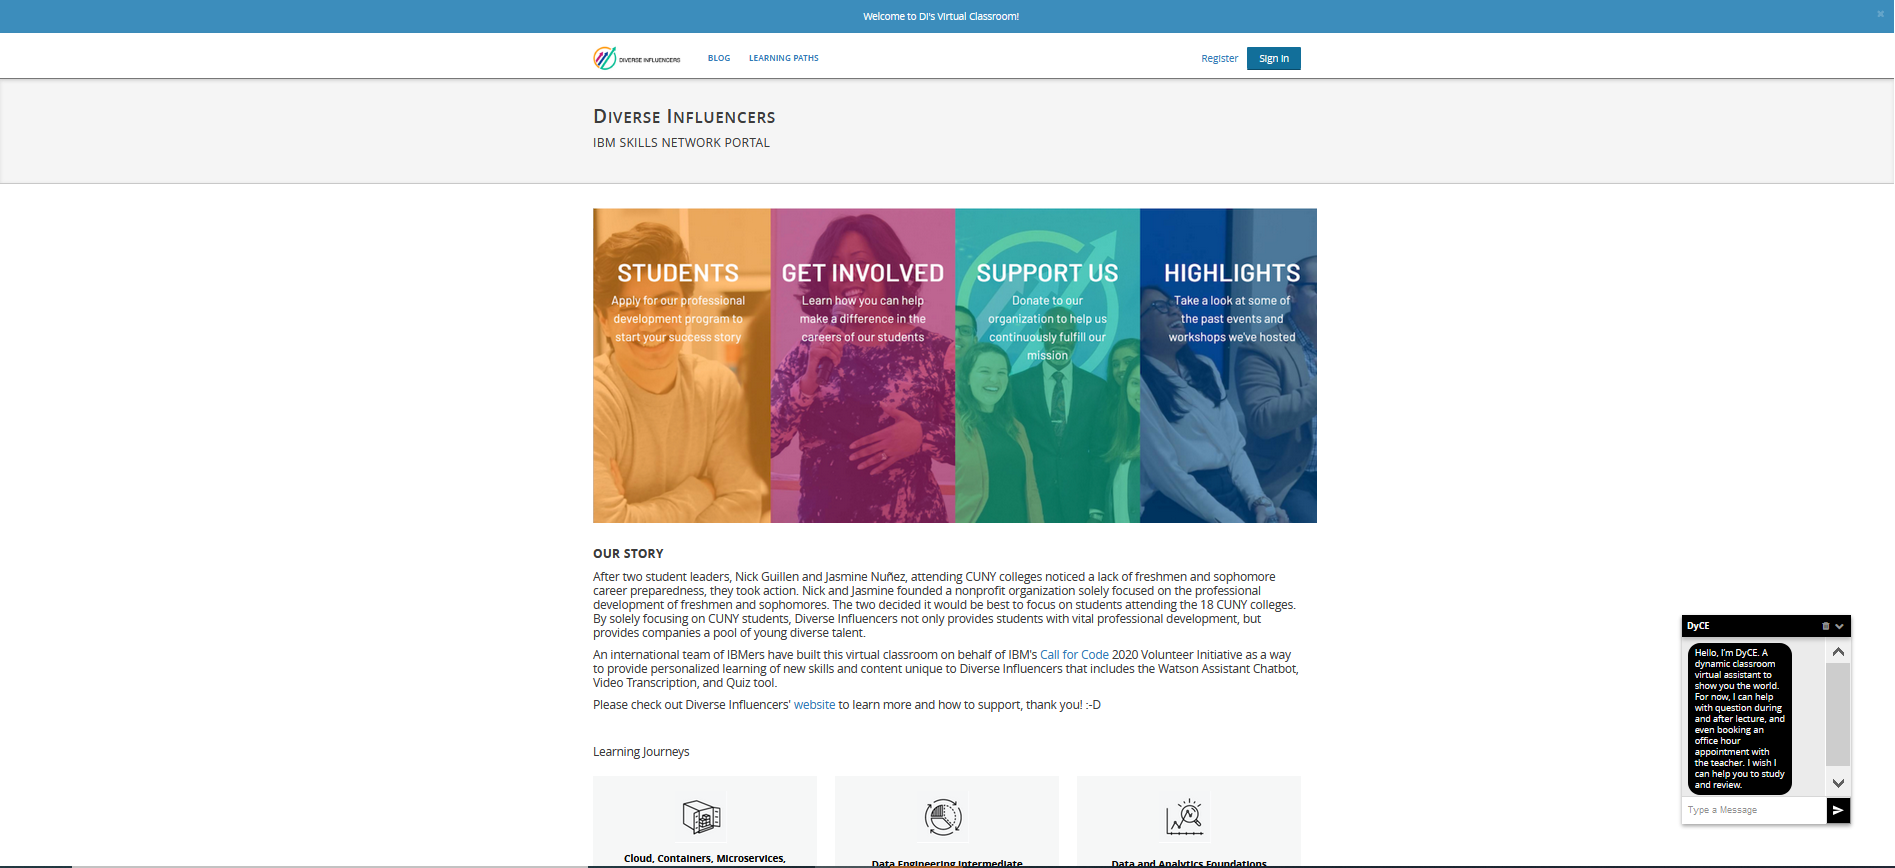 Welcome to DI's Virtual Classroom!
DIVERSE INFLUENCERS
BLOG
LEARNING PATHS
Register
Sign In
DIVERSE INFLUENCERS
IBM SKILLS NETWORK PORTAL
STUDENTS
Apply for our professional
development program to
start your success story
GET INVOLVED
Learn how you can help
make a difference in the
careers of our students
SUPPORT US
Donate to our
organization to help us
continuously fulfill our
mission
HIGHLIGHTS
Take a look at some of
the past events and
workshops we've hosted
OUR STORY
After two student leaders, Nick Guillen and Jasmine Nuñez, attending CUNY colleges noticed a lack of freshmen and sophomore
career preparedness, they took action. Nick and Jasmine founded a nonprofit organization solely focused on the professional
development of freshmen and sophomores. The two decided it would be best to focus on students attending the 18 CUNY colleges.
By solely focusing on CUNY students, Diverse Influencers not only provides students with vital professional development, but
provides companies a pool of young diverse talent.
An international team of IBMers have built this virtual classroom on behalf of IBM's Call for Code 2020 Volunteer Initiative as a way
to provide personalized learning of new skills and content unique to Diverse Influencers that includes the Watson Assistant Chatbot,
Video Transcription, and Quiz tool.
Please check out Diverse Influencers' website to learn more and how to support, thank you! :-D
Learning Journeys
Cloud, Containers, Microservices,
Data Engineering Intermediate
Data and Analytics Foundations
DyCE
Hello, I'm DyCE. A
dynamic classroom
virtual assistant to
show you the world.
For now, I can help
with question during
and after lecture, and
even booking an
office hour
appointment with
the teacher. I wish I
can help you to study
and review.
Type a Message